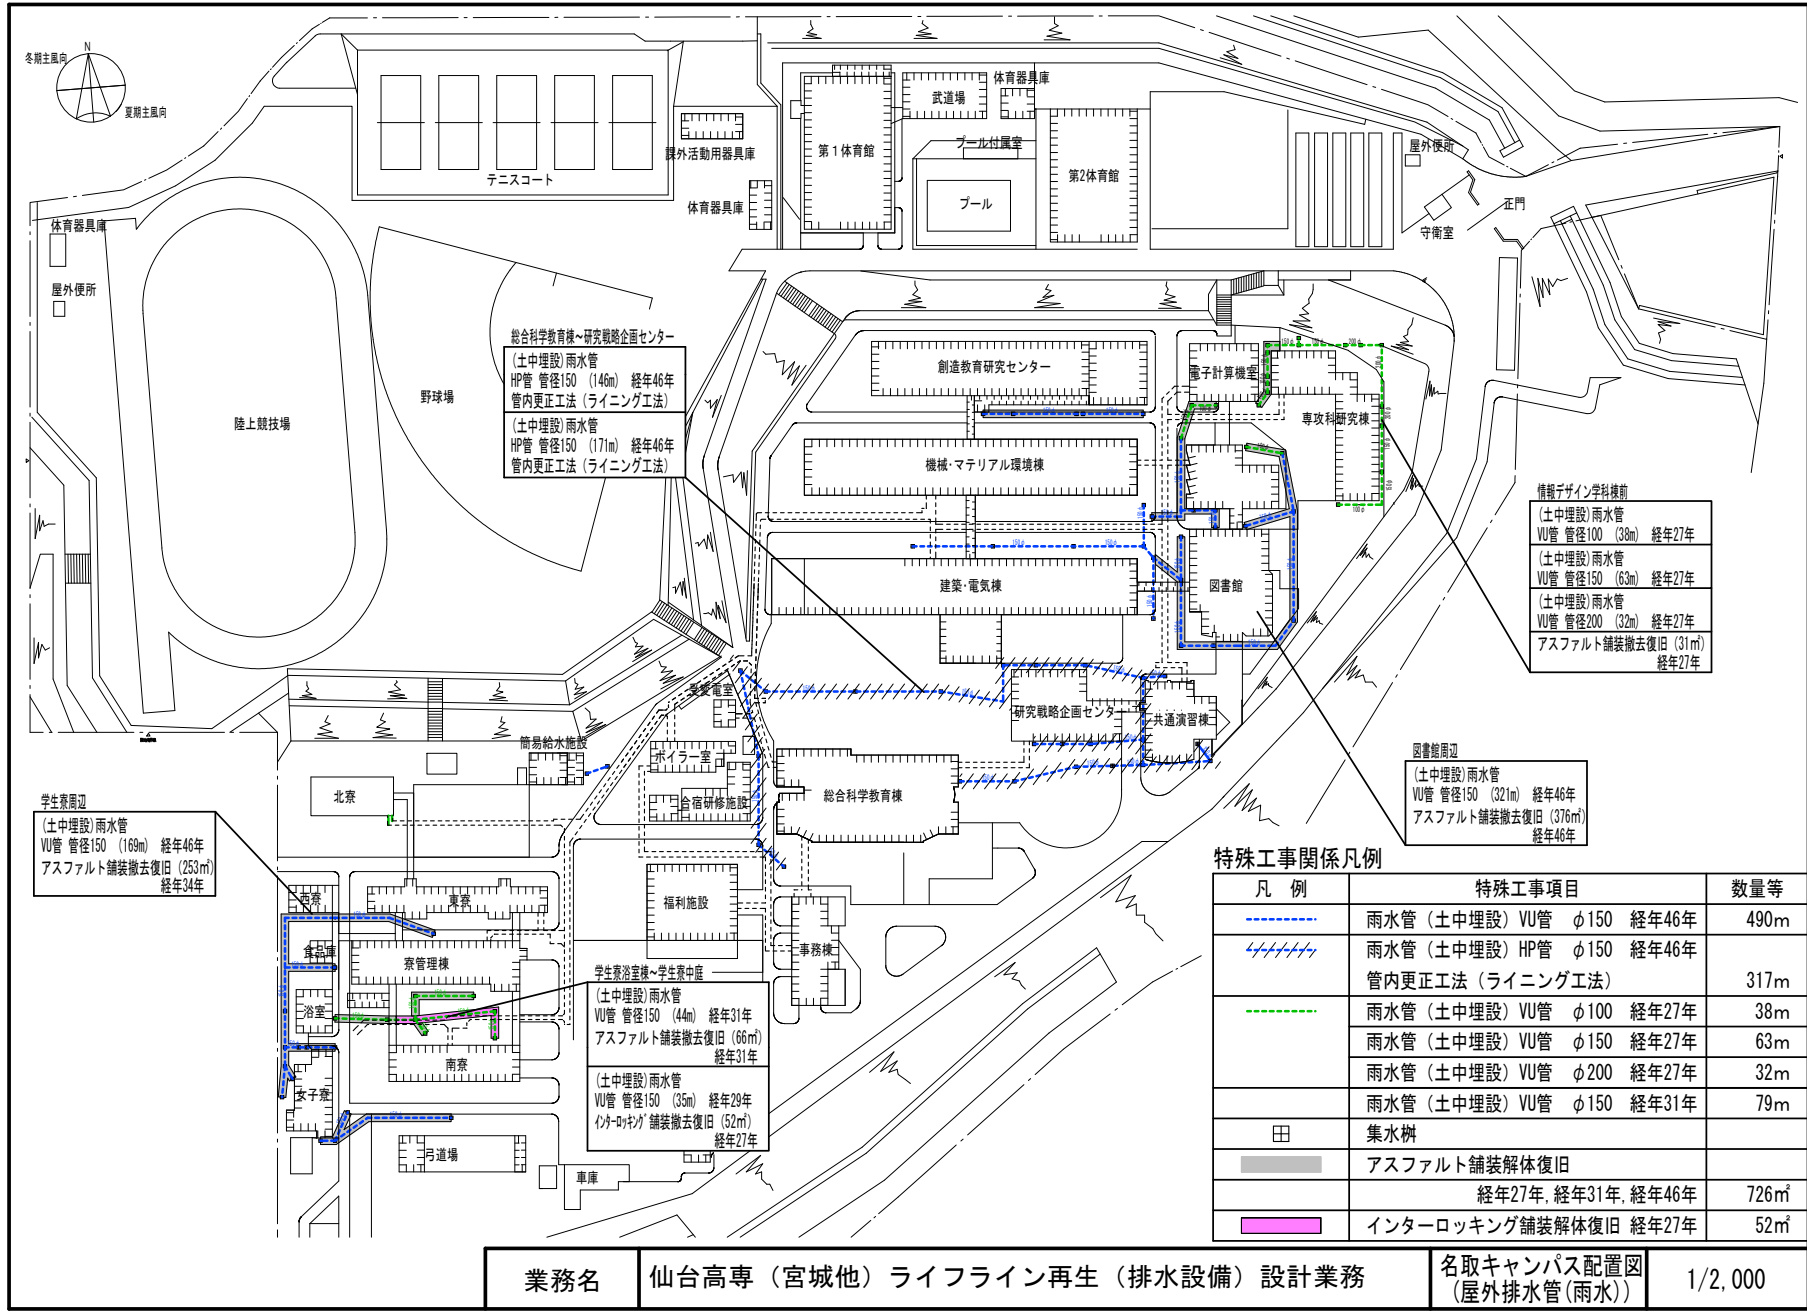 N
冬期主風向
夏期主風向
体育器具庫
武道場
第１体育館
課外活動用器具庫
プール付属室
屋外便所
テニスコート
第2体育館
体育器具庫
プール
正門
守衛室
体育器具庫
屋外便所
陸上競技場
野球場
総合科学教育棟～研究戦略企画センター
(土中埋設)雨水管
HP管 管径150 (146m) 経年46年
管内更正工法(ライニング工法)
(土中埋設)雨水管
HP管 管径150 (171m) 経年46年
管内更正工法(ライニング工法)
創造教育研究センター
電子計算機室
専攻科研究棟
機械・マテリアル環境棟
建築・電気棟
図書館
情報デザイン学科棟前
(土中埋設)雨水管
VU管 管径100 (38m) 経年27年
(土中埋設)雨水管
VU管 管径150 (63m) 経年27年
(土中埋設)雨水管
VU管 管径200 (32m) 経年27年
アスファルト舗装撤去復旧(31㎡)
経年27年
受変電室
研究戦略企画センター
共通演習棟
簡易給水施設
ボイラー室
合宿研修施設
総合科学教育棟
北寮
図書館周辺
(土中埋設)雨水管
VU管 管径150 (321m) 経年46年
アスファルト舗装撤去復旧(376㎡)
経年46年
学生寮周辺
(土中埋設)雨水管
VU管 管径150 (169m) 経年46年
アスファルト舗装撤去復旧(253㎡)
経年34年
西寮
東寮
福利施設
食品庫
寮管理棟
事務棟
浴室
南寮
女子寮
弓道場
車庫
学生寮浴室棟～学生寮中庭
(土中埋設)雨水管
VU管 管径150 (44m) 経年31年
アスファルト舗装撤去復旧(66㎡)
経年31年
(土中埋設)雨水管
VU管 管径150 (35m) 経年29年
インターロッキング舗装撤去復旧(52㎡)
経年27年
特殊工事関係凡例
凡 例 特殊工事項目 数量等
雨水管（土中埋設）VU管 φ150 経年46年 490m
雨水管（土中埋設）HP管 φ150 経年46年
管内更正工法（ライニング工法） 317m
雨水管（土中埋設）VU管 φ100 経年27年 38m
雨水管（土中埋設）VU管 φ150 経年27年 63m
雨水管（土中埋設）VU管 φ200 経年27年 32m
雨水管（土中埋設）VU管 φ150 経年31年 79m
集水桝
アスファルト舗装解体復旧
経年27年,経年31年,経年46年 726㎡
インターロッキング舗装解体復旧 経年27年 52㎡
業務名 仙台高専（宮城他）ライフライン再生（排水設備）設計業務
名取キャンパス配置図
(屋外排水管(雨水))
1/2,000